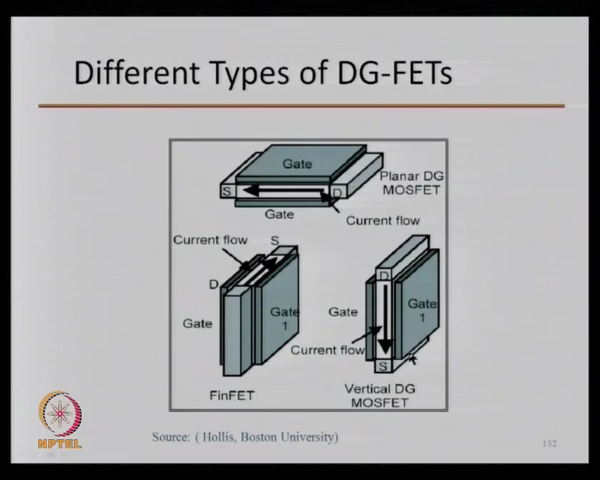 Different Types of DG-FETs
Gate
S
D
Planar DG
MOSFET
Gate
Current flow
Current flow
S
D
Gate
Gate
1
FinFET
D
Gate
Gate
1
Current flow
S
Vertical DG
MOSFET
NPTEL
Source: ( Hollis, Boston University)
132